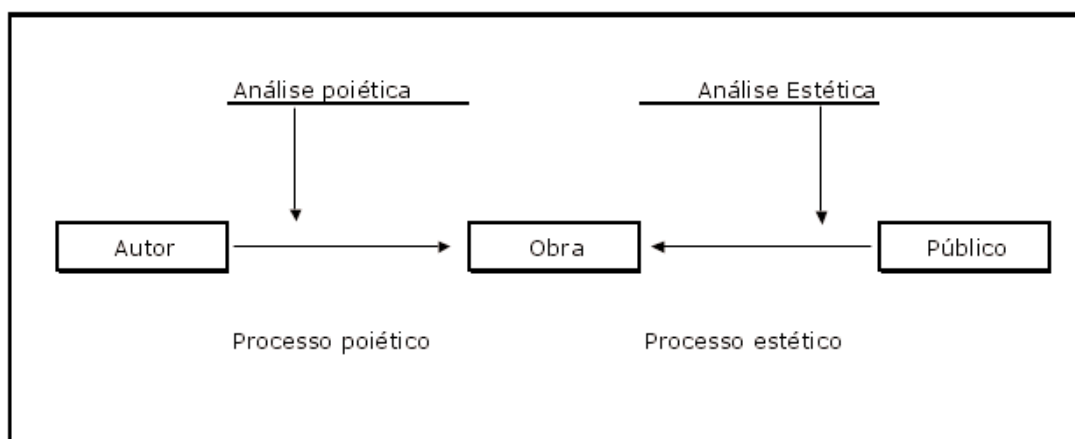 Análise poiética
Análise Estética
Autor
Obra
Público
Processo poiético
Processo estético